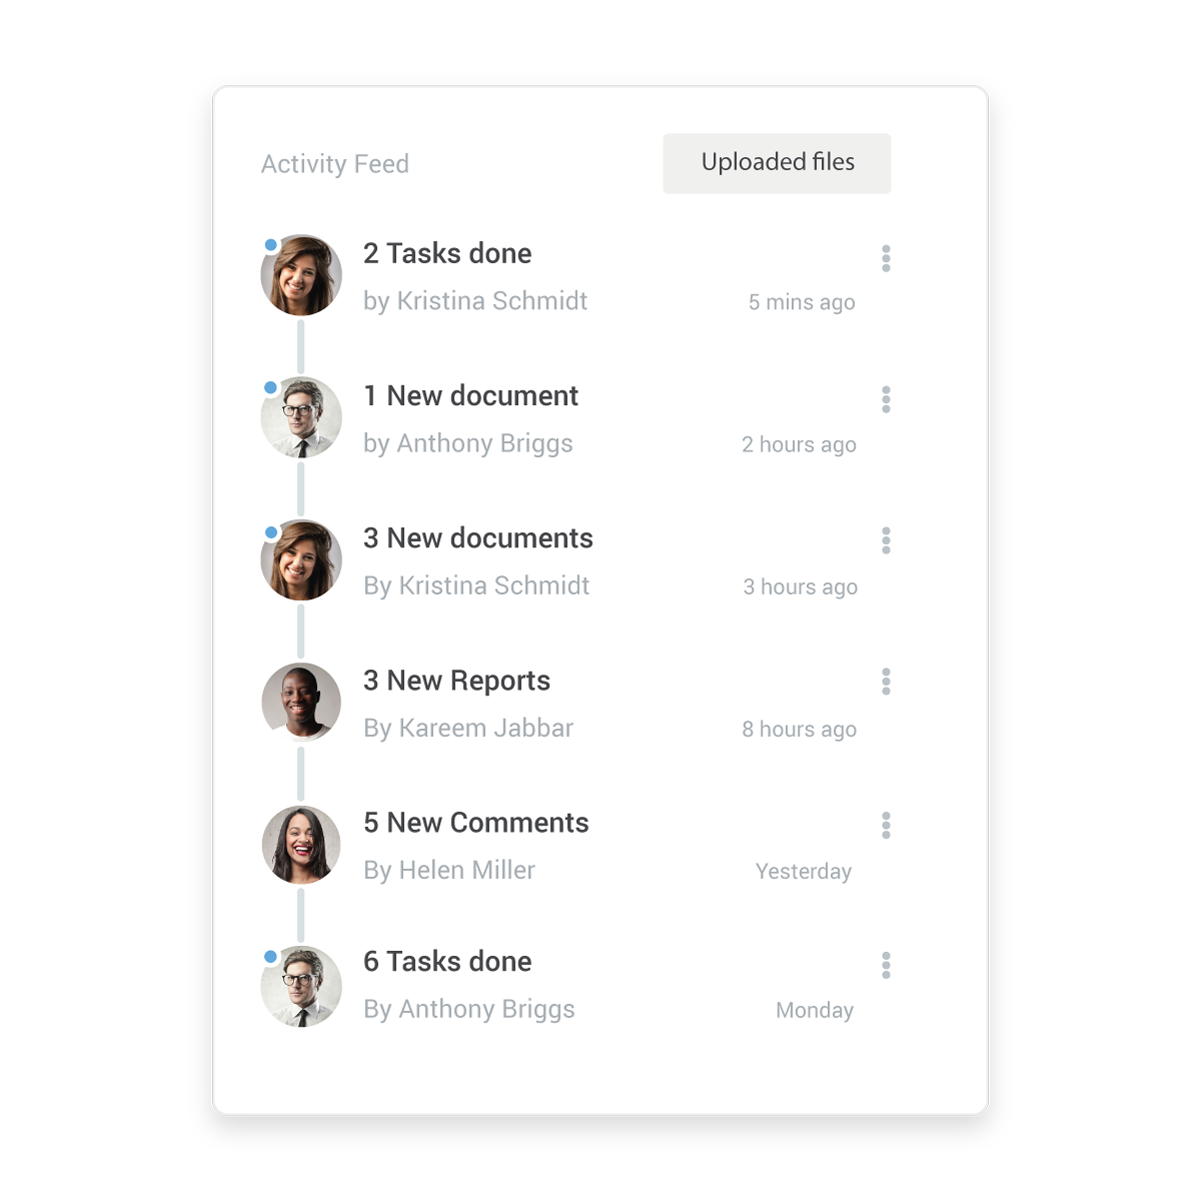 Activity Feed
Uploaded files
2 Tasks done
by Kristina Schmidt
5 mins ago
1 New document
by Anthony Briggs
2 hours ago
3 New documents
By Kristina Schmidt
3 hours ago
3 New Reports
By Kareem Jabbar
8 hours ago
5 New Comments
By Helen Miller
Yesterday
6 Tasks done
By Anthony Briggs
Monday